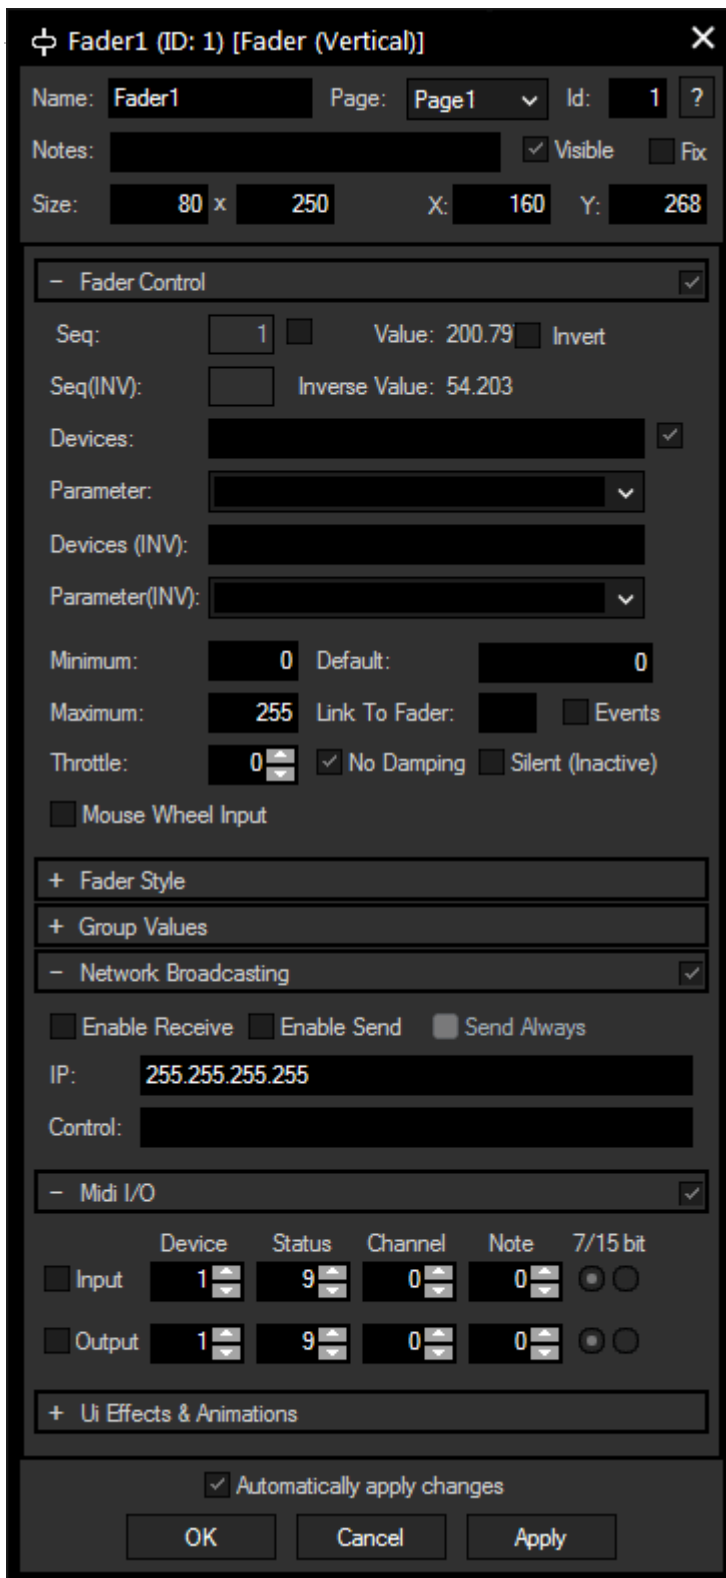 Fader1 (ID: 1) [Fader (Vertical)]
Name: Fader1 Page: Page1 Id: 1 ?
Notes: Visible Fix
Size: 80 x 250 X: 160 Y: 268
− Fader Control
Seq: 1 Value: 200.79 Invert
Seq(INV): Inverse Value: 54.203
Devices:
Parameter:
Devices (INV):
Parameter(INV):
Minimum: 0 Default: 0
Maximum: 255 Link To Fader: Events
Throttle: 0 No Damping Silent (Inactive)
Mouse Wheel Input
+ Fader Style
+ Group Values
− Network Broadcasting
Enable Receive Enable Send Send Always
IP: 255.255.255.255
Control:
− Midi I/O
Device Status Channel Note 7/15 bit
Input 1 9 0 0
Output 1 9 0 0
+ Ui Effects & Animations
Automatically apply changes
OK Cancel Apply